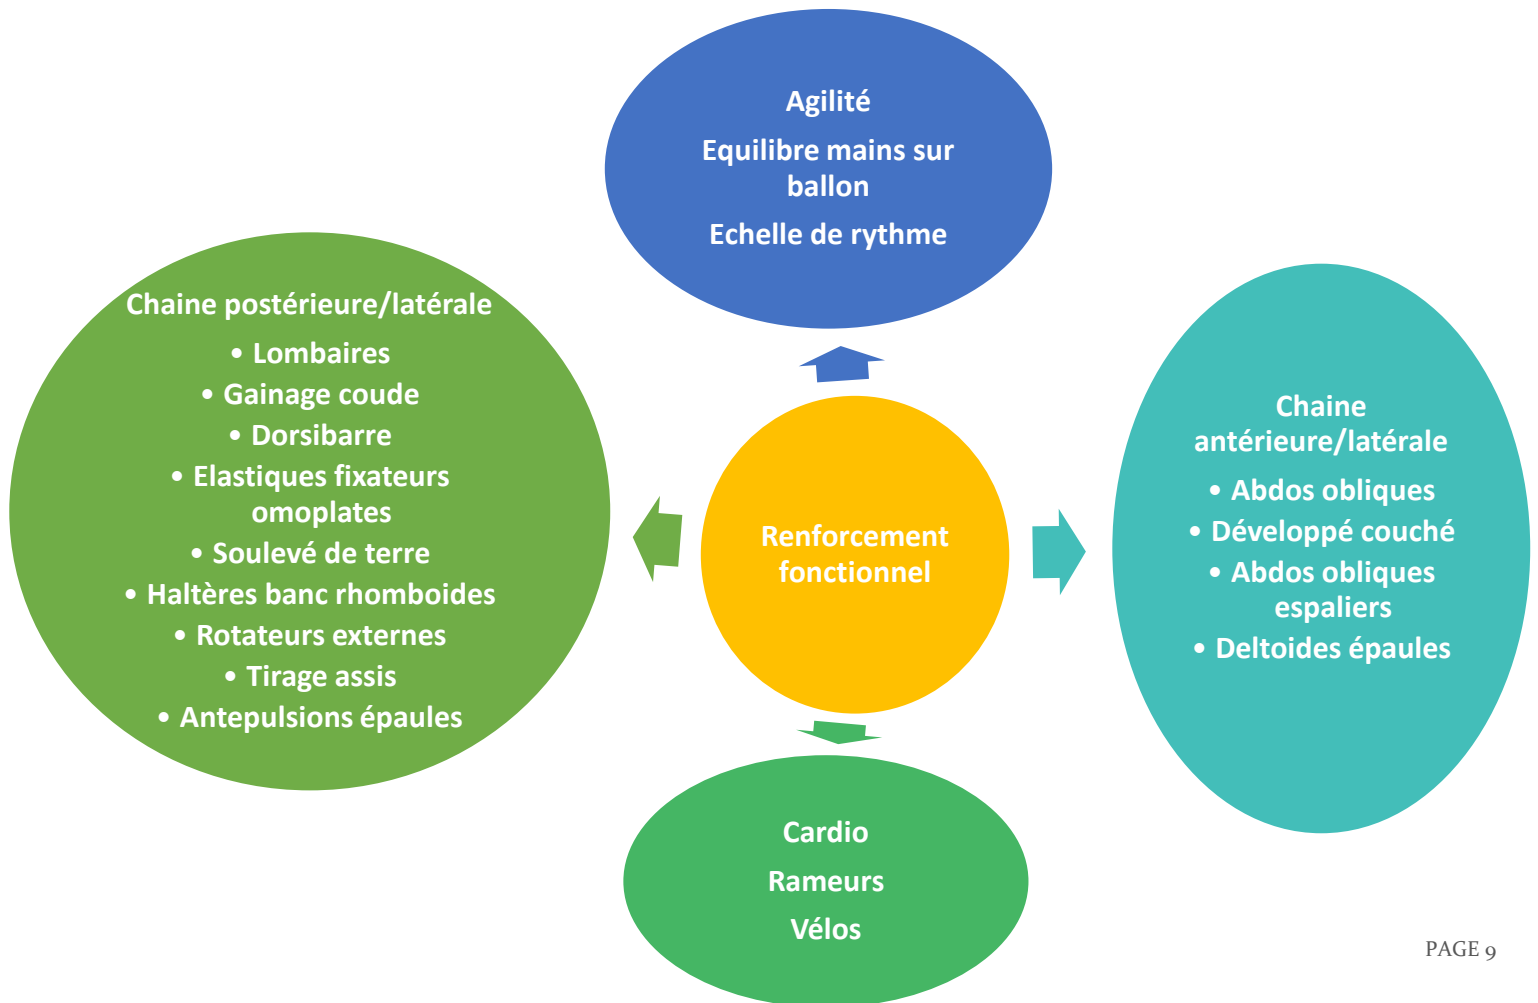 Agilité
Equilibre mains sur
ballon
Echelle de rythme
Chaine postérieure/latérale
• Lombaires
• Gainage coude
• Dorsibarre
• Elastiques fixateurs
omoplates
• Soulevé de terre
• Haltères banc rhomboides
• Rotateurs externes
• Tirage assis
• Antepulsions épaules
Renforcement
fonctionnel
Chaine
antérieure/latérale
• Abdos obliques
• Développé couché
• Abdos obliques
espaliers
• Deltoides épaules
Cardio
Rameurs
Vélos
PAGE 9